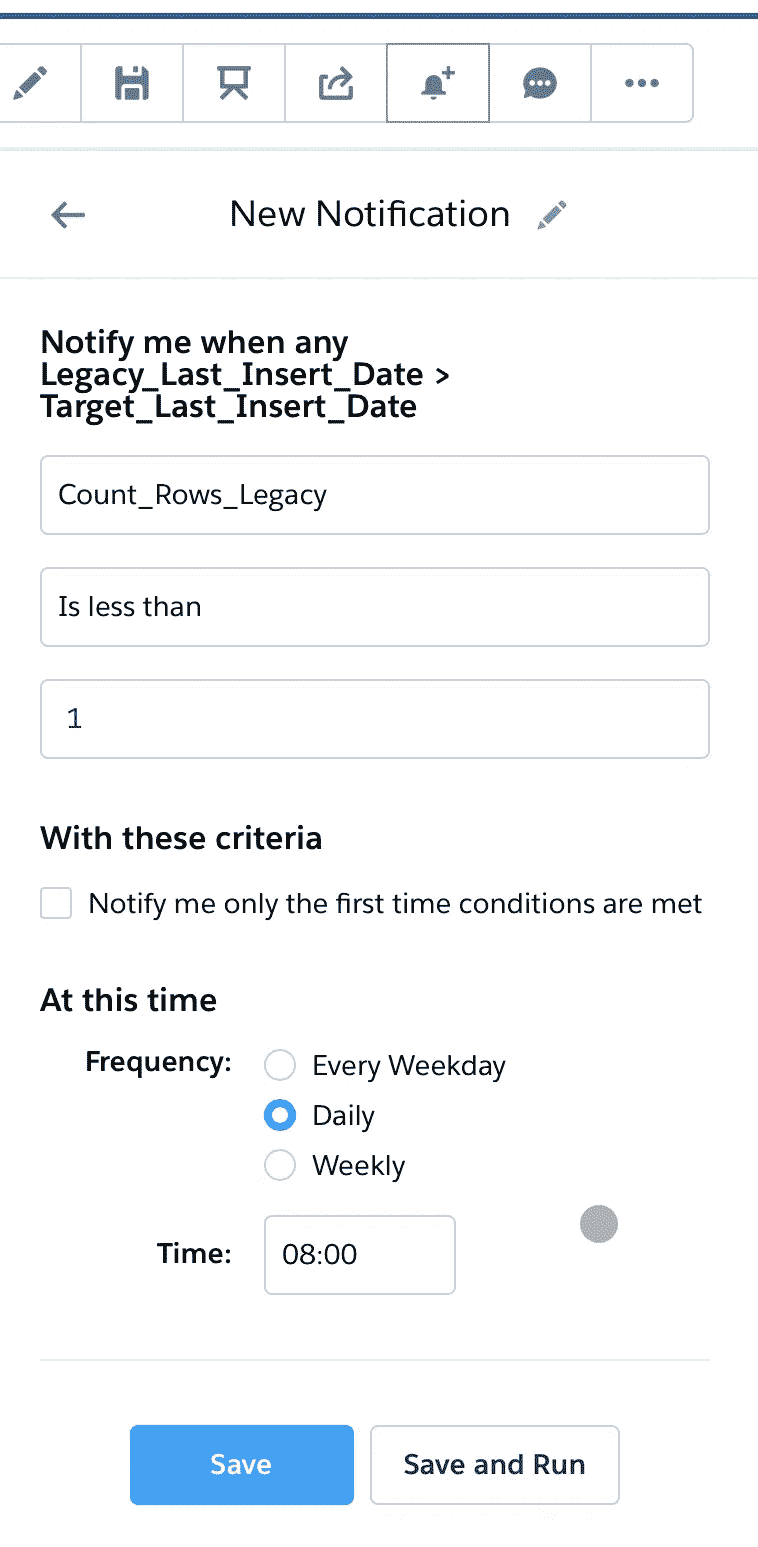 New Notification
Notify me when any
Legacy_Last_Insert_Date >
Target_Last_Insert_Date
Count_Rows_Legacy
Is less than
1
With these criteria
Notify me only the first time conditions are met
At this time
Frequency:
Every Weekday
Daily
Weekly
Time:
08:00
Save
Save and Run